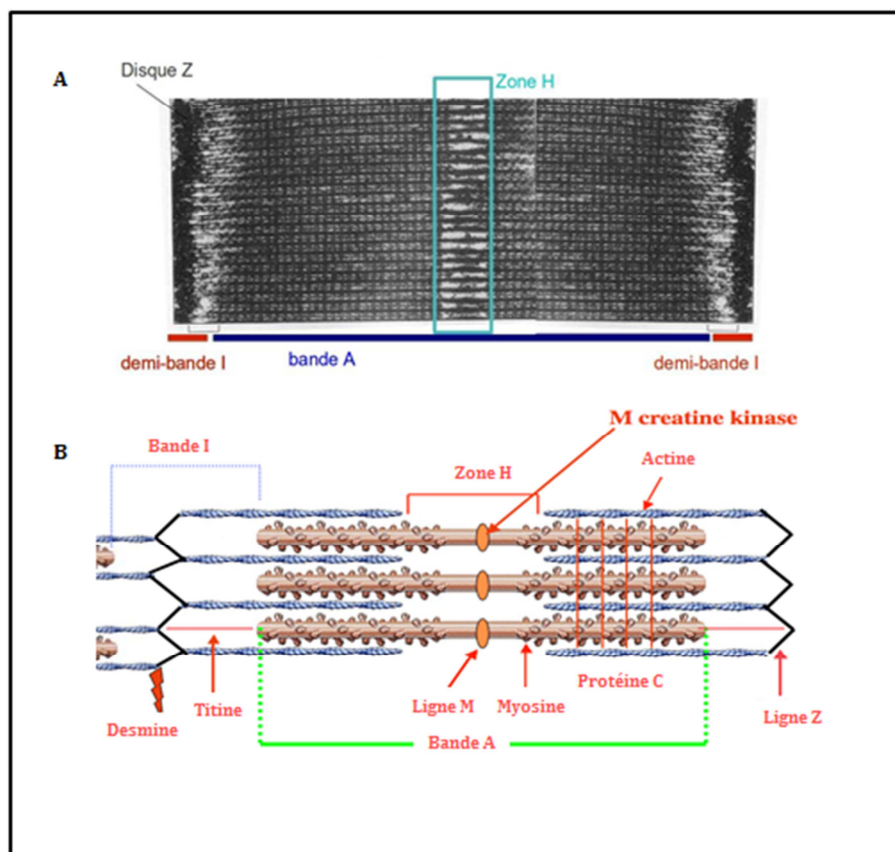 A
Disque Z
Zone H
demi-bande I
bande A
demi-bande I
M creatine kinase
B
Bande I
Zone H
Actine
Titine
Desmine
Ligne M
Myosine
Protéine C
Ligne Z
Bande A